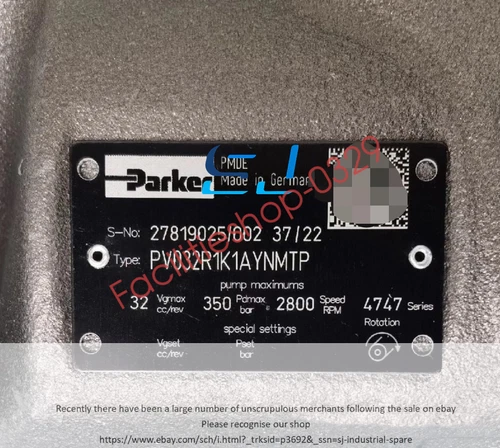 PMDE
Parker Made in German
SJ
Facilitiesshop-0329
S-No: 27819025/002 37/22
Type: PV032R1K1AYNMTP
pump maximums
32 Vgmax cc/rev 350 Pdmax bar 2800 Speed RPM 4747 Series
special settings Rotation
Vgset cc/rev Pset bar
Recently there have been a large number of unscrupulous merchants following the sale on ebay
Please recognise our shop
https://www.ebay.com/sch/i.html?_trksid=p3692&_ssn=sj-industrial-spare